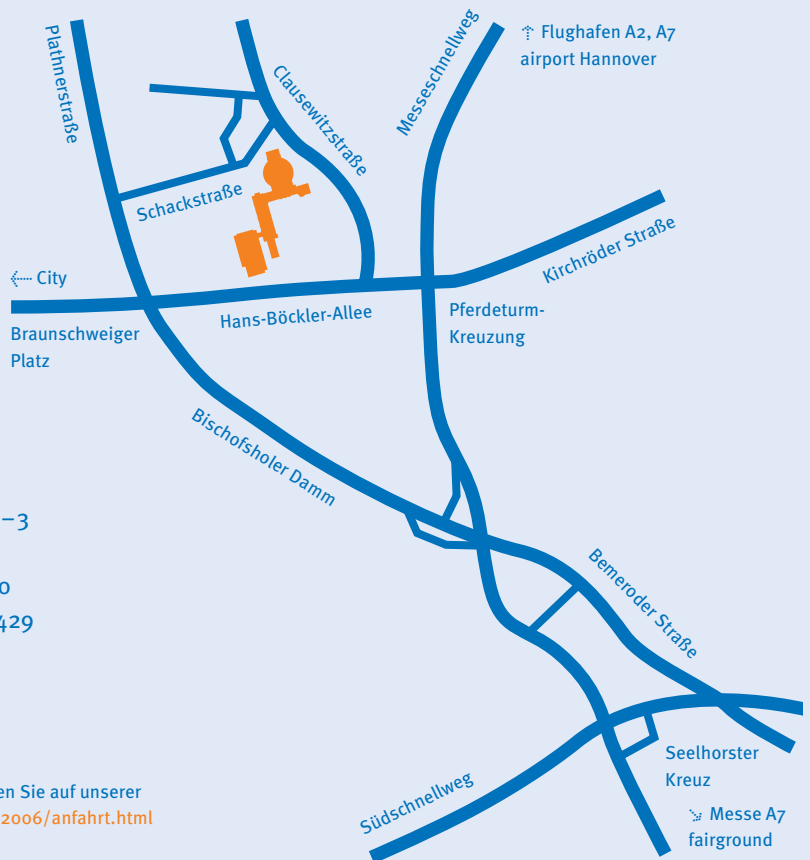 Plathnerstraße
Clausewitzstraße
Messeschnellweg
⇡ Flughafen A2, A7
airport Hannover
Schackstraße
Kirchröder Straße
⇠ City
Hans-Böckler-Allee
Pferdeturm-
Kreuzung
Braunschweiger
Platz
Bischofsholer Damm
–3
0
429
Bemeroder Straße
Seelhorster
Kreuz
Südschnellweg
en Sie auf unserer
2006/anfahrt.html
Messe A7
fairground